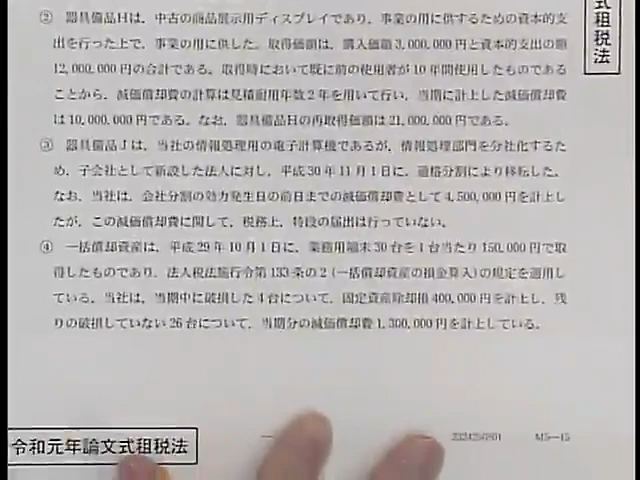 ② 器具備品Hは、中古の商品展示用ディスプレイであり、事業の用に供するための資本的支
出を行った上で、事業の用に供した。取得価額は、購入価額3,000,000円と資本的支出の額
12,000,000円の合計である。取得時において既に前の使用者が10年間使用したものである
ことから、減価償却費の計算は見積耐用年数2年を用いて行い、当期に計上した減価償却費
は10,000,000円である。なお、器具備品Hの再取得価額は21,000,000円である。
③ 器具備品Jは、当社の情報処理用の電子計算機であるが、情報処理部門を分社化するた
め、子会社として新設した法人に対し、平成30年11月1日に、適格分割により移転した。
なお、当社は、会社分割の効力発生日の前日までの減価償却費として4,500,000円を計上し
たが、この減価償却費に関して、税務上、特段の届出は行っていない。
④ 一括償却資産は、平成29年10月1日に、業務用端末30台を1台当たり150,000円で取
得したものであり、法人税法施行令第133条の2（一括償却資産の損金算入）の規定を適用し
ている。当社は、当期中に破損した4台について、固定資産除却損400,000円を計上し、残
りの破損していない26台について、当期分の減価償却費1,300,000円を計上している。
式租税法
令和元年論文式租税法
M5―15